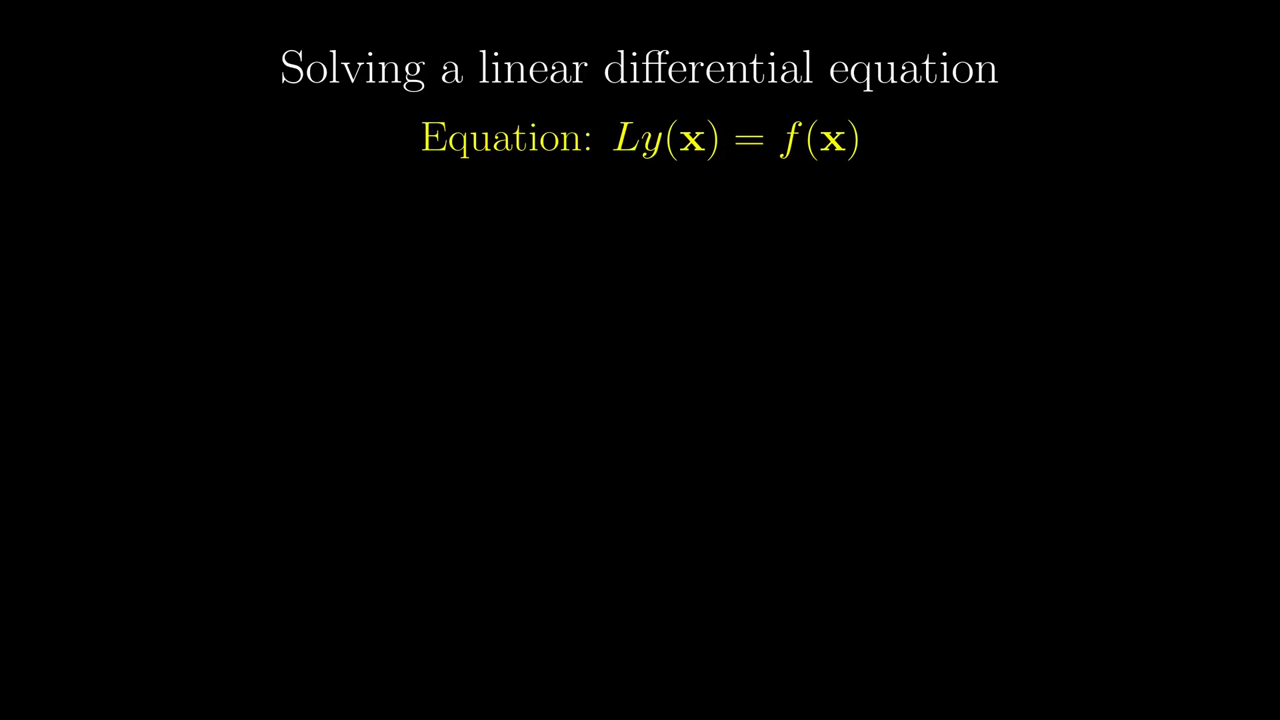 Solving a linear differential equation
Equation: Ly(x) = f(x)